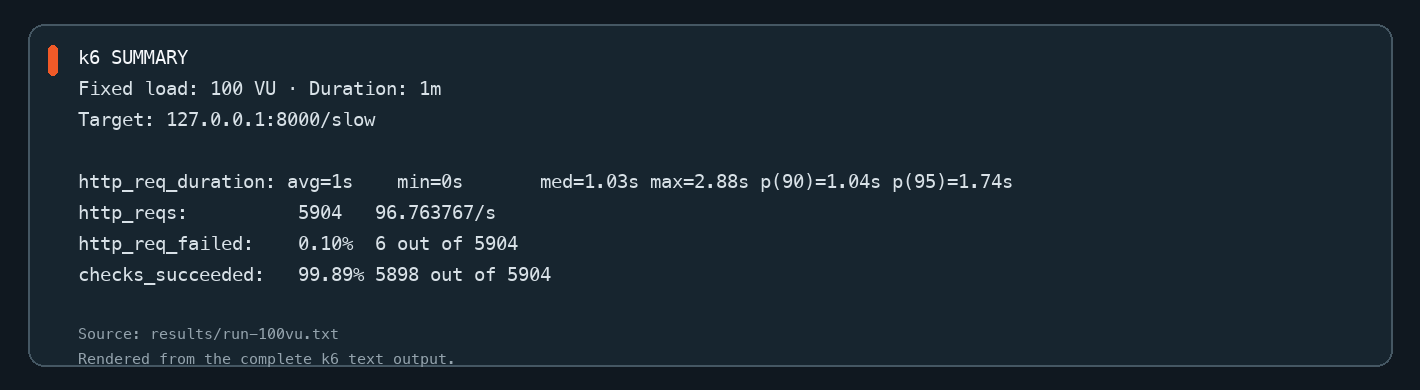 k6 SUMMARY
Fixed load: 100 VU · Duration: 1m
Target: 127.0.0.1:8000/slow
http_req_duration: avg=1s    min=0s       med=1.03s max=2.88s p(90)=1.04s p(95)=1.74s
http_reqs:          5904   96.763767/s
http_req_failed:    0.10%  6 out of 5904
checks_succeeded:   99.89% 5898 out of 5904
Source: results/run-100vu.txt
Rendered from the complete k6 text output.